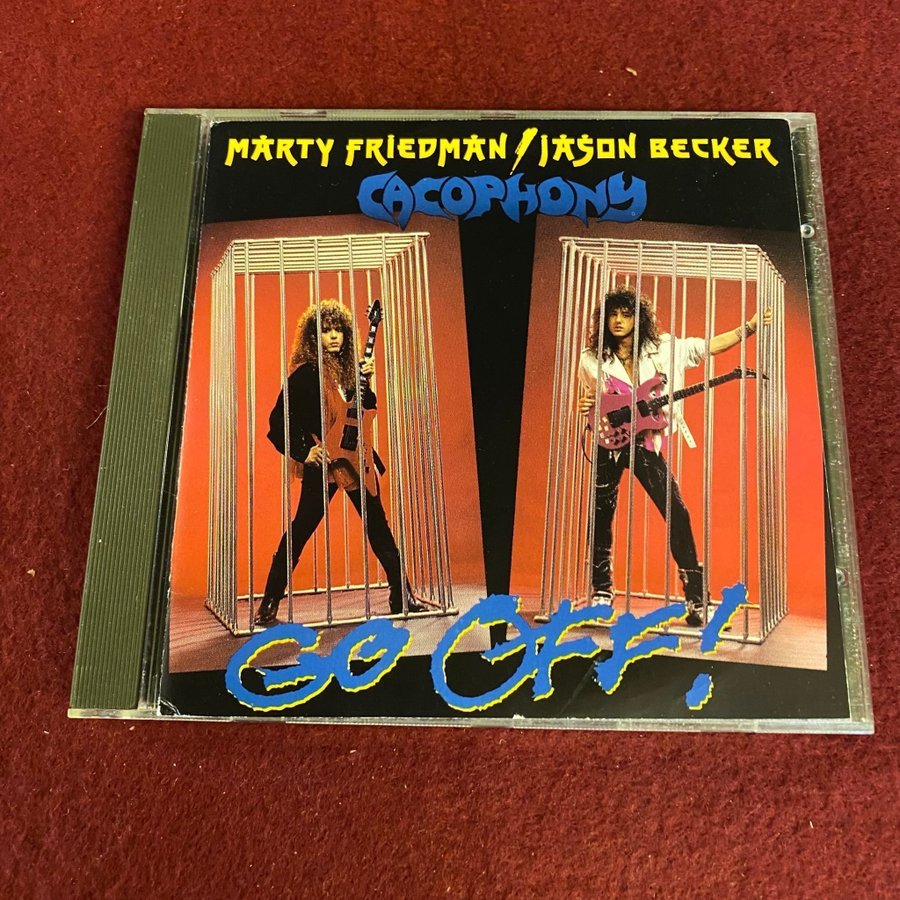 MARTY FRIEDMAN / JASON BECKER
CACOPHONY
GO OFF!